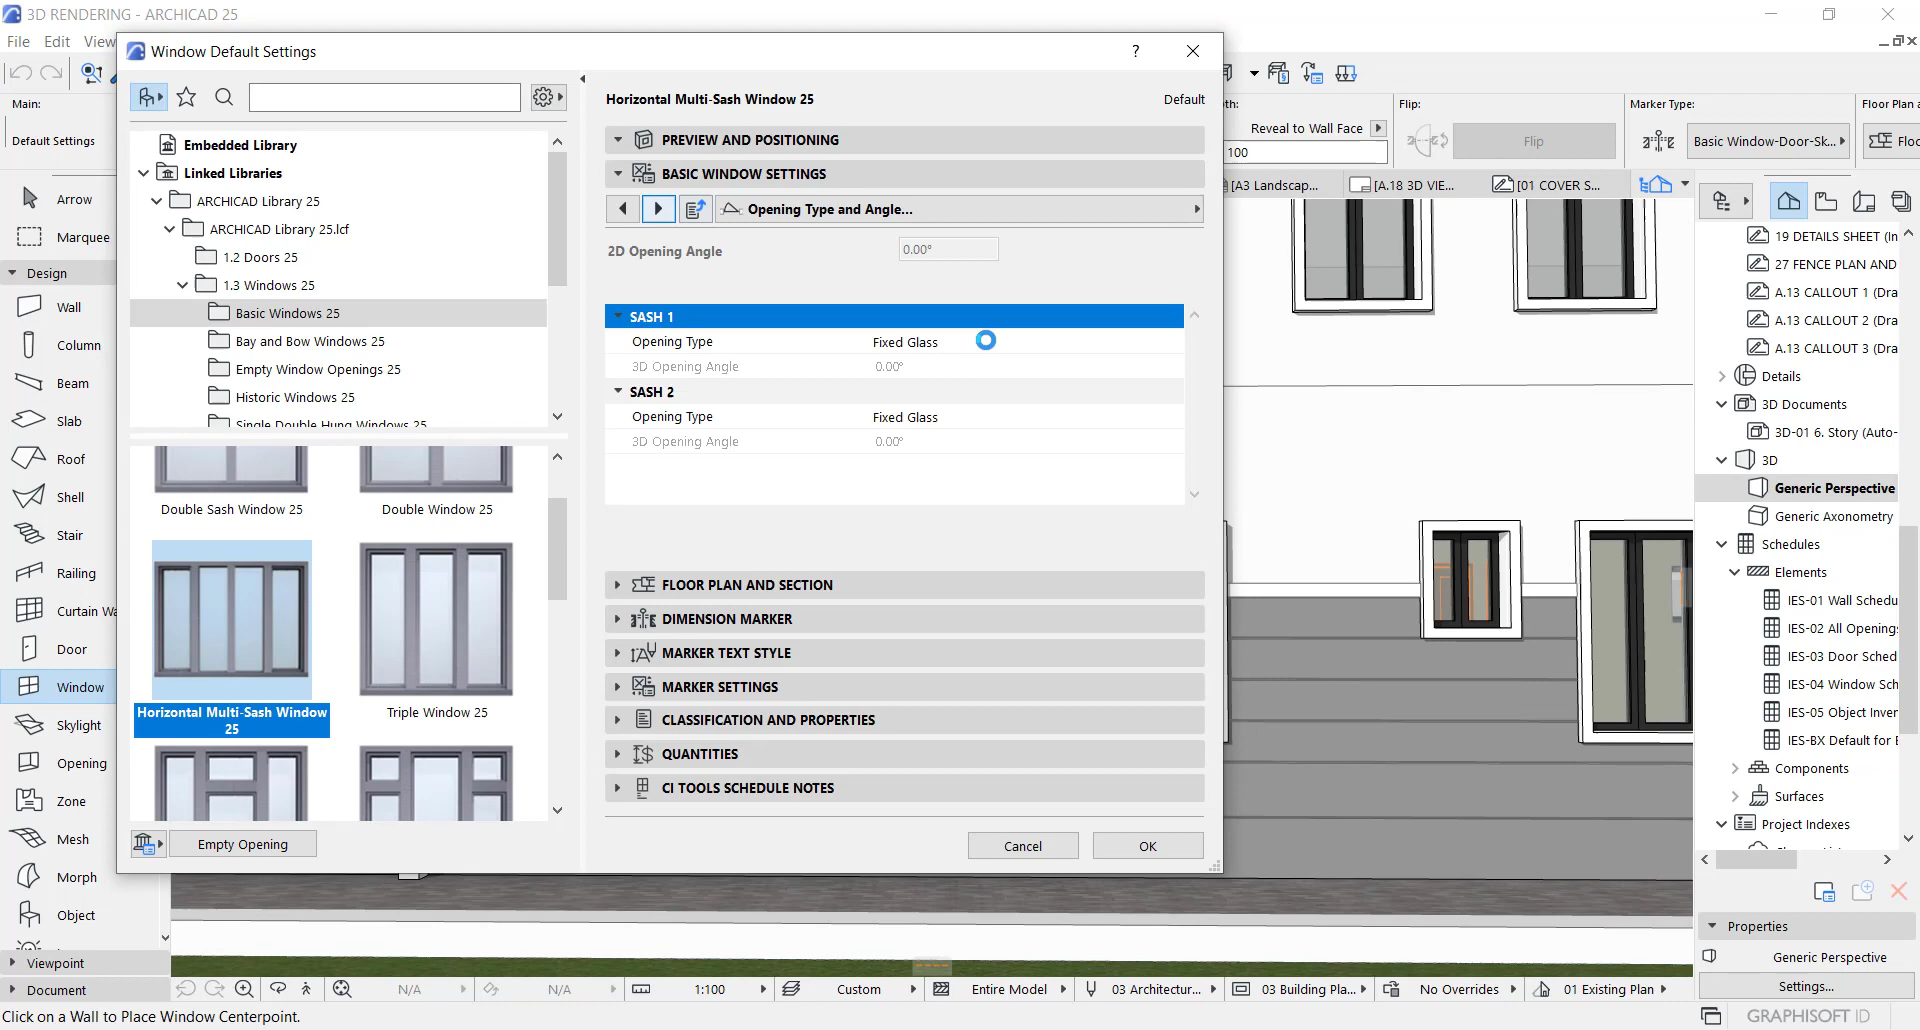 3D RENDERING - ARCHICAD 25
File Edit View
Window Default Settings
?
Main:
Default Settings
Arrow
Marquee
Design
Wall
Column
Beam
Slab
Roof
Shell
Stair
Railing
Curtain Wa
Door
Window
Skylight
Opening
Zone
Mesh
Morph
Object
Viewpoint
Document
Embedded Library
Linked Libraries
ARCHICAD Library 25
ARCHICAD Library 25.lcf
1.2 Doors 25
1.3 Windows 25
Basic Windows 25
Bay and Bow Windows 25
Empty Window Openings 25
Historic Windows 25
Single Double Hung Windows 25
Double Sash Window 25
Double Window 25
Horizontal Multi-Sash Window
25
Triple Window 25
Empty Opening
Horizontal Multi-Sash Window 25
Default
PREVIEW AND POSITIONING
BASIC WINDOW SETTINGS
Opening Type and Angle...
2D Opening Angle 0.00°
SASH 1
Opening Type Fixed Glass
3D Opening Angle 0.00°
SASH 2
Opening Type Fixed Glass
3D Opening Angle 0.00°
FLOOR PLAN AND SECTION
DIMENSION MARKER
MARKER TEXT STYLE
MARKER SETTINGS
CLASSIFICATION AND PROPERTIES
QUANTITIES
CI TOOLS SCHEDULE NOTES
Cancel OK
th: Flip: Marker Type: Floor Plan a
Reveal to Wall Face
100
Flip
Basic Window-Door-Sk...
Floo
[A3 Landscap... [A.18 3D VIE... [01 COVER S...
19 DETAILS SHEET (In
27 FENCE PLAN AND
A.13 CALLOUT 1 (Dra
A.13 CALLOUT 2 (Dra
A.13 CALLOUT 3 (Dra
Details
3D Documents
3D-01 6. Story (Auto-
3D
Generic Perspective
Generic Axonometry
Schedules
Elements
IES-01 Wall Schedu
IES-02 All Openings
IES-03 Door Sched
IES-04 Window Sch
IES-05 Object Inver
IES-BX Default for B
Components
Surfaces
Project Indexes
Properties
Generic Perspective
Settings...
N/A N/A 1:100 Custom Entire Model 03 Architectur... 03 Building Pla... No Overrides 01 Existing Plan
Click on a Wall to Place Window Centerpoint.
GRAPHISOFT ID